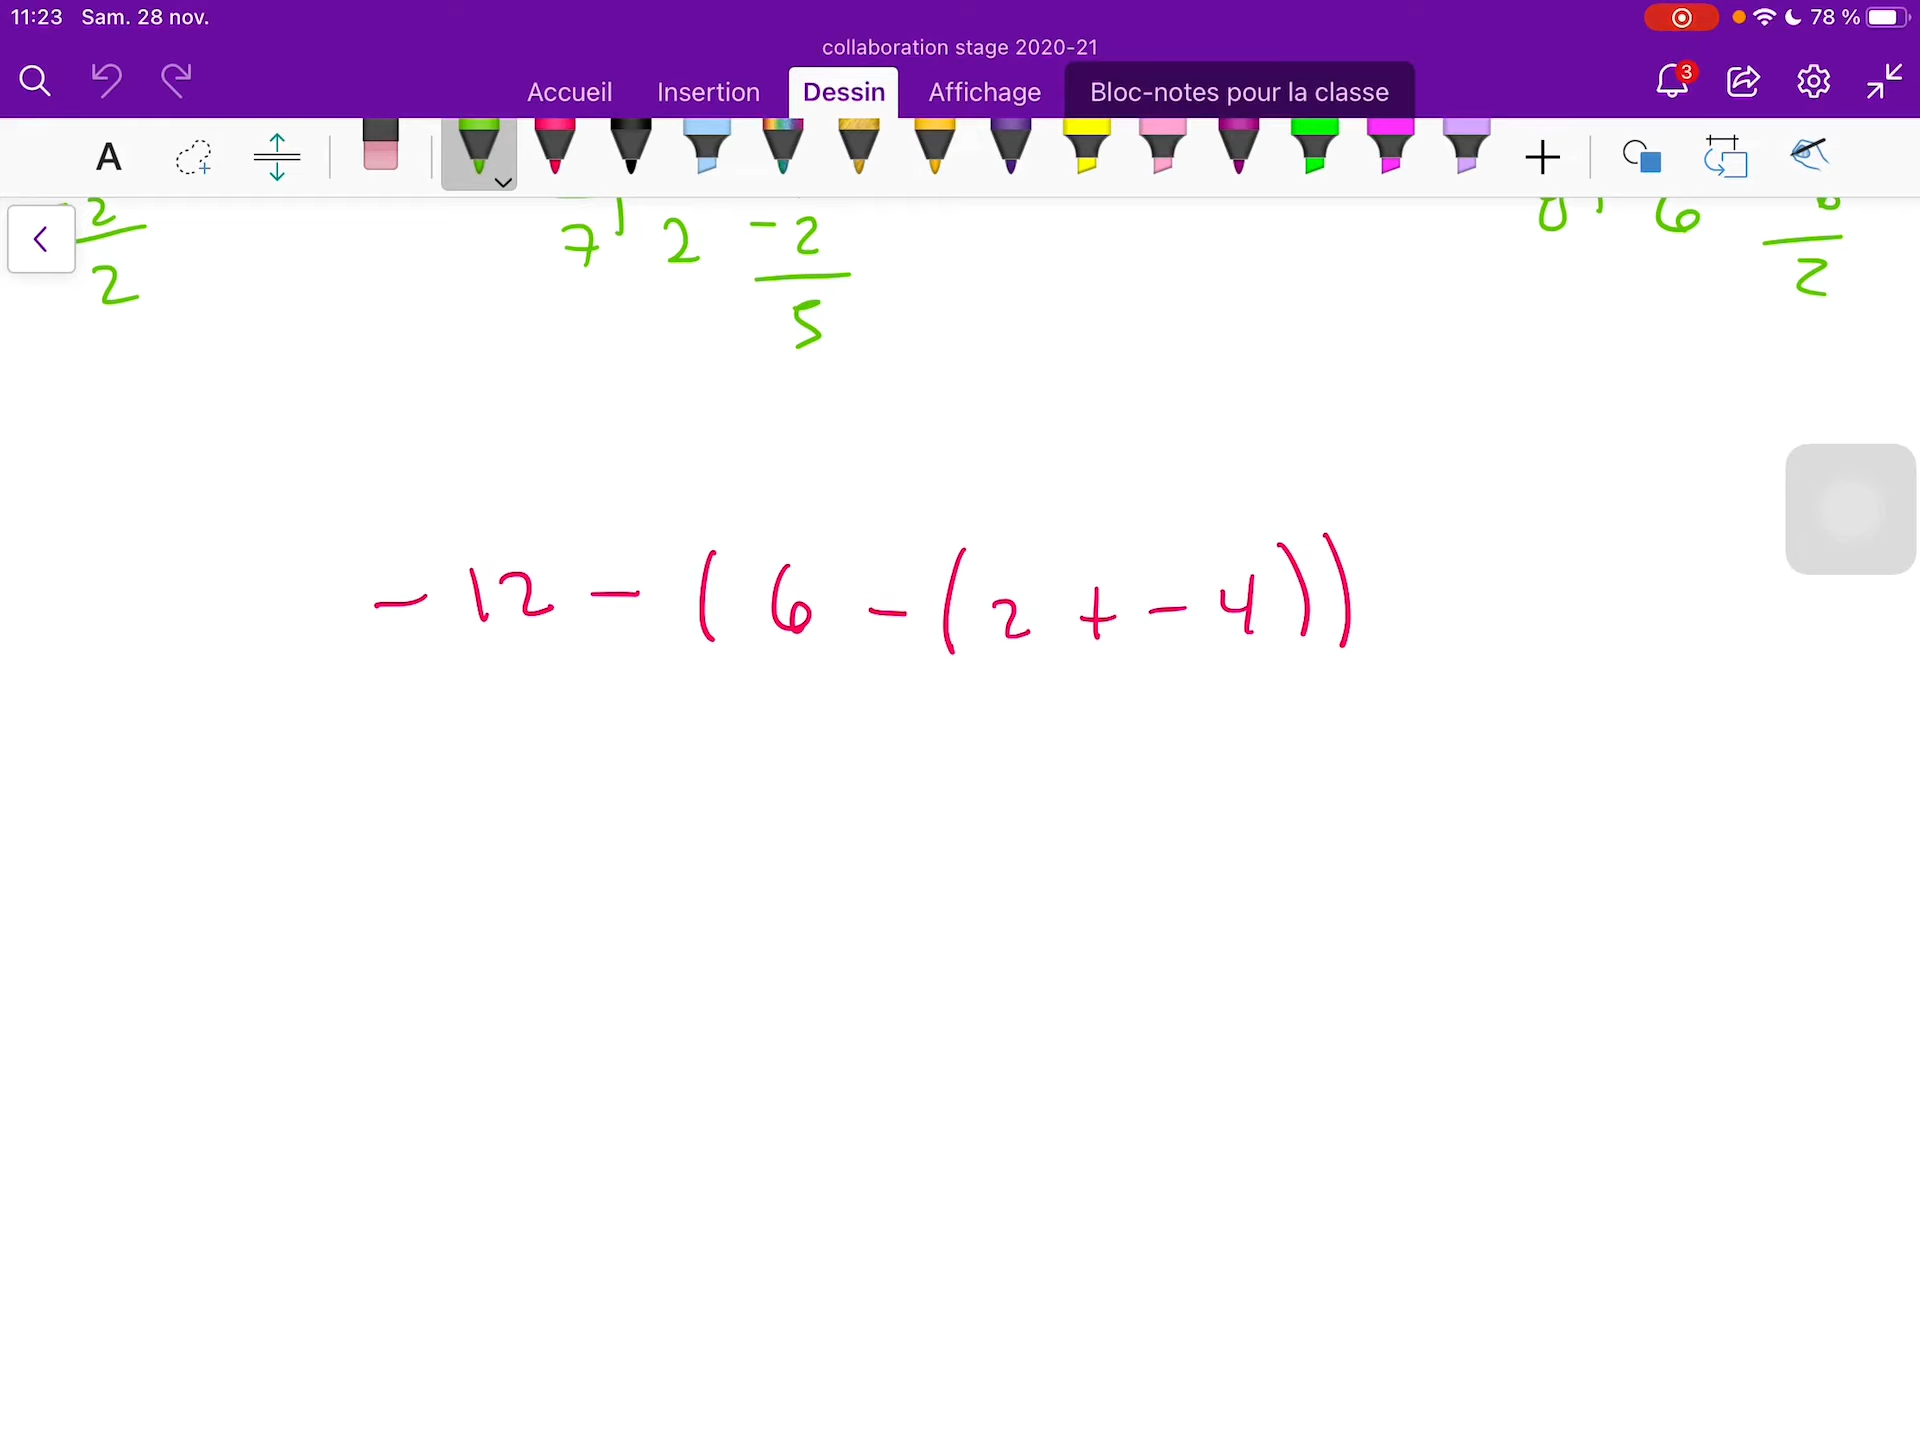 11:23 Sam. 28 nov. 78 %
collaboration stage 2020-21
Accueil Insertion Dessin Affichage Bloc-notes pour la classe 3
A
2 7 2 - 2 6
2 5 2
- 12 - ( 6 - ( 2 + - 4 ) )